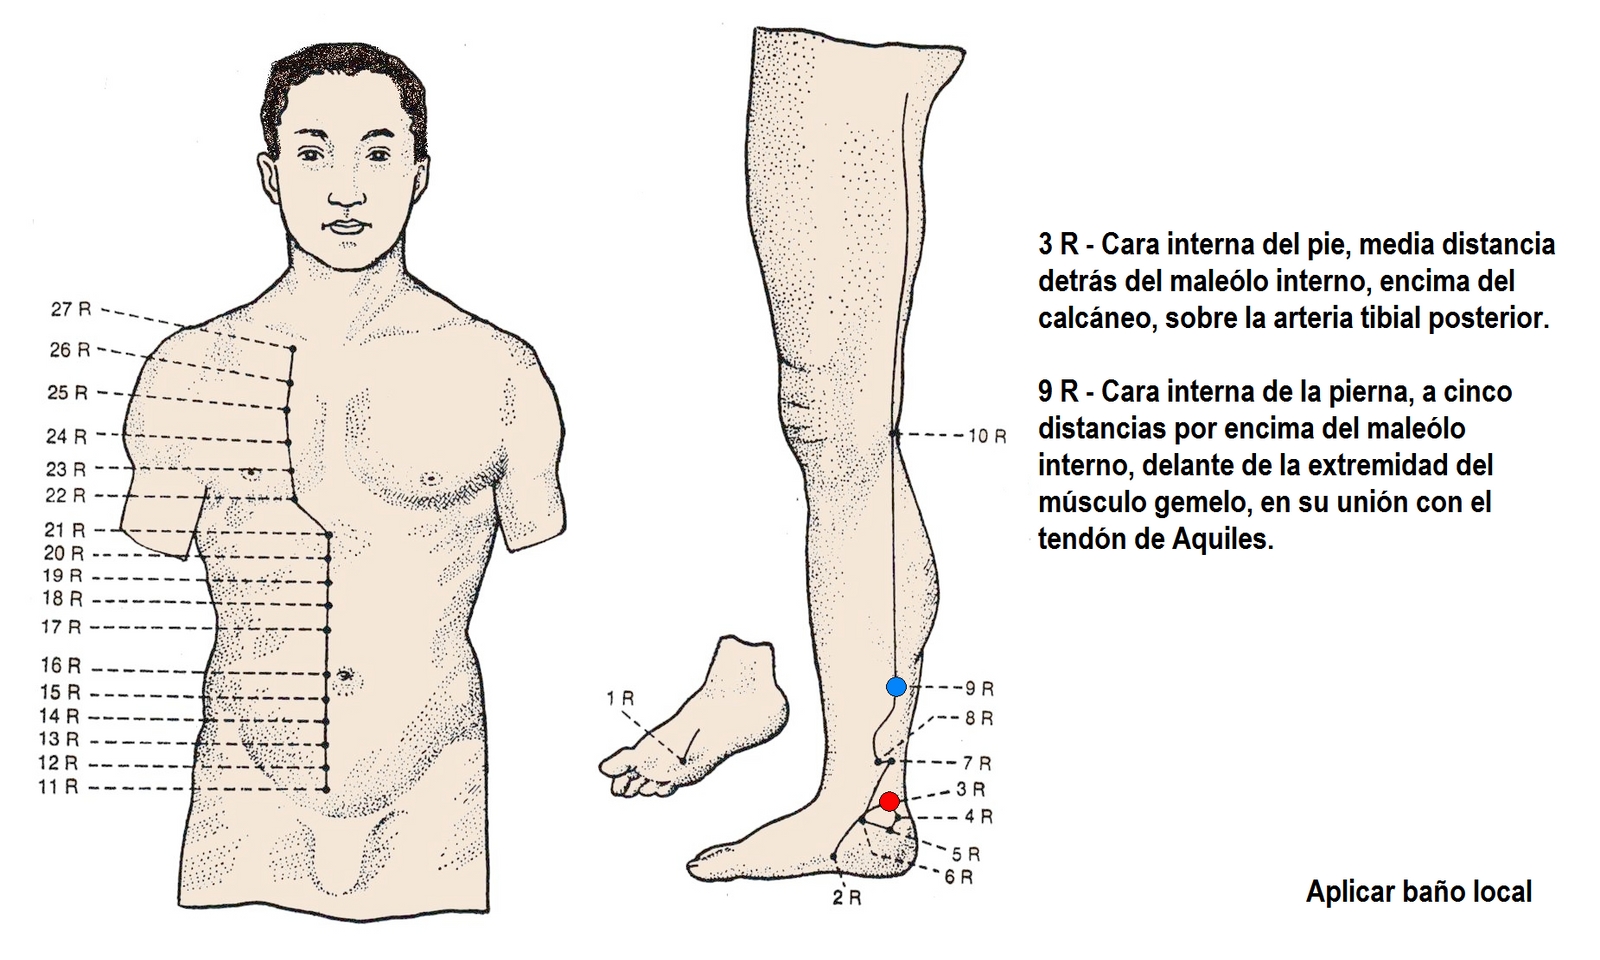 27 R
26 R
25 R
24 R
23 R
22 R
21 R
20 R
19 R
18 R
17 R
16 R
15 R
14 R
13 R
12 R
11 R
1 R
10 R
9 R
8 R
7 R
3 R
4 R
5 R
6 R
2 R
3 R - Cara interna del pie, media distancia
detrás del maleólo interno, encima del
calcáneo, sobre la arteria tibial posterior.
9 R - Cara interna de la pierna, a cinco
distancias por encima del maleólo
interno, delante de la extremidad del
músculo gemelo, en su unión con el
tendón de Aquiles.
Aplicar baño local